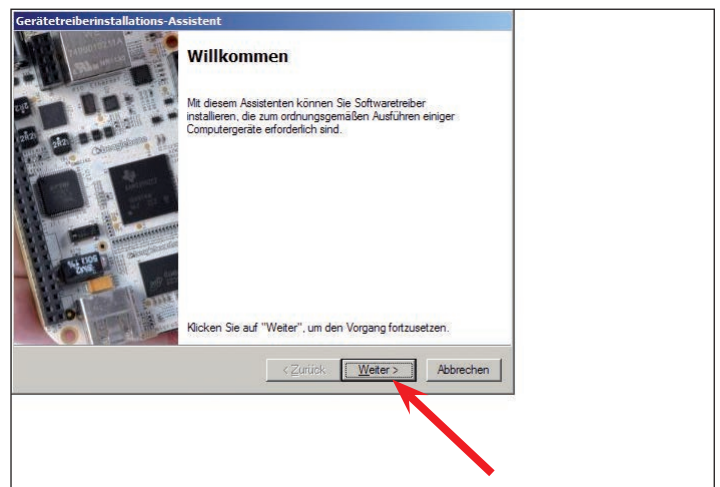 Gerätetreiberinstallations-Assistent
Willkommen
Mit diesem Assistenten können Sie Softwaretreiber
installieren, die zum ordnungsgemäßen Ausführen einiger
Computergeräte erforderlich sind.
Klicken Sie auf "Weiter", um den Vorgang fortzusetzen.
< Zurück
Weiter >
Abbrechen